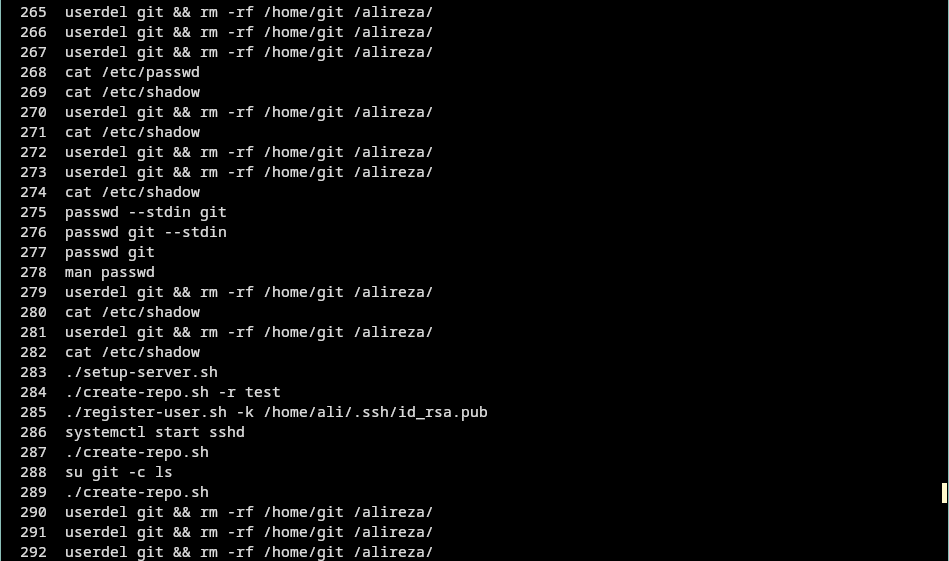 265  userdel git && rm -rf /home/git /alireza/
266  userdel git && rm -rf /home/git /alireza/
267  userdel git && rm -rf /home/git /alireza/
268  cat /etc/passwd
269  cat /etc/shadow
270  userdel git && rm -rf /home/git /alireza/
271  cat /etc/shadow
272  userdel git && rm -rf /home/git /alireza/
273  userdel git && rm -rf /home/git /alireza/
274  cat /etc/shadow
275  passwd --stdin git
276  passwd git --stdin
277  passwd git
278  man passwd
279  userdel git && rm -rf /home/git /alireza/
280  cat /etc/shadow
281  userdel git && rm -rf /home/git /alireza/
282  cat /etc/shadow
283  ./setup-server.sh
284  ./create-repo.sh -r test
285  ./register-user.sh -k /home/ali/.ssh/id_rsa.pub
286  systemctl start sshd
287  ./create-repo.sh
288  su git -c ls
289  ./create-repo.sh
290  userdel git && rm -rf /home/git /alireza/
291  userdel git && rm -rf /home/git /alireza/
292  userdel git && rm -rf /home/git /alireza/